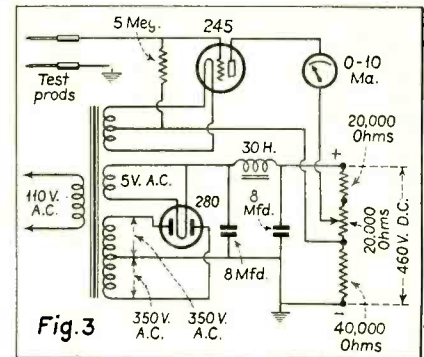 5 Meg.
245
0-10
Ma.
Test
prods
20,000
Ohms
30 H.
+
5V. A.C.
280
8
Mfd.
110 V.
A.C.
20,000
Ohms
460 V. D.C.
8 Mfd.
Fig. 3
350 V.
A.C.
350 V.
A.C.
-
40,000
Ohms